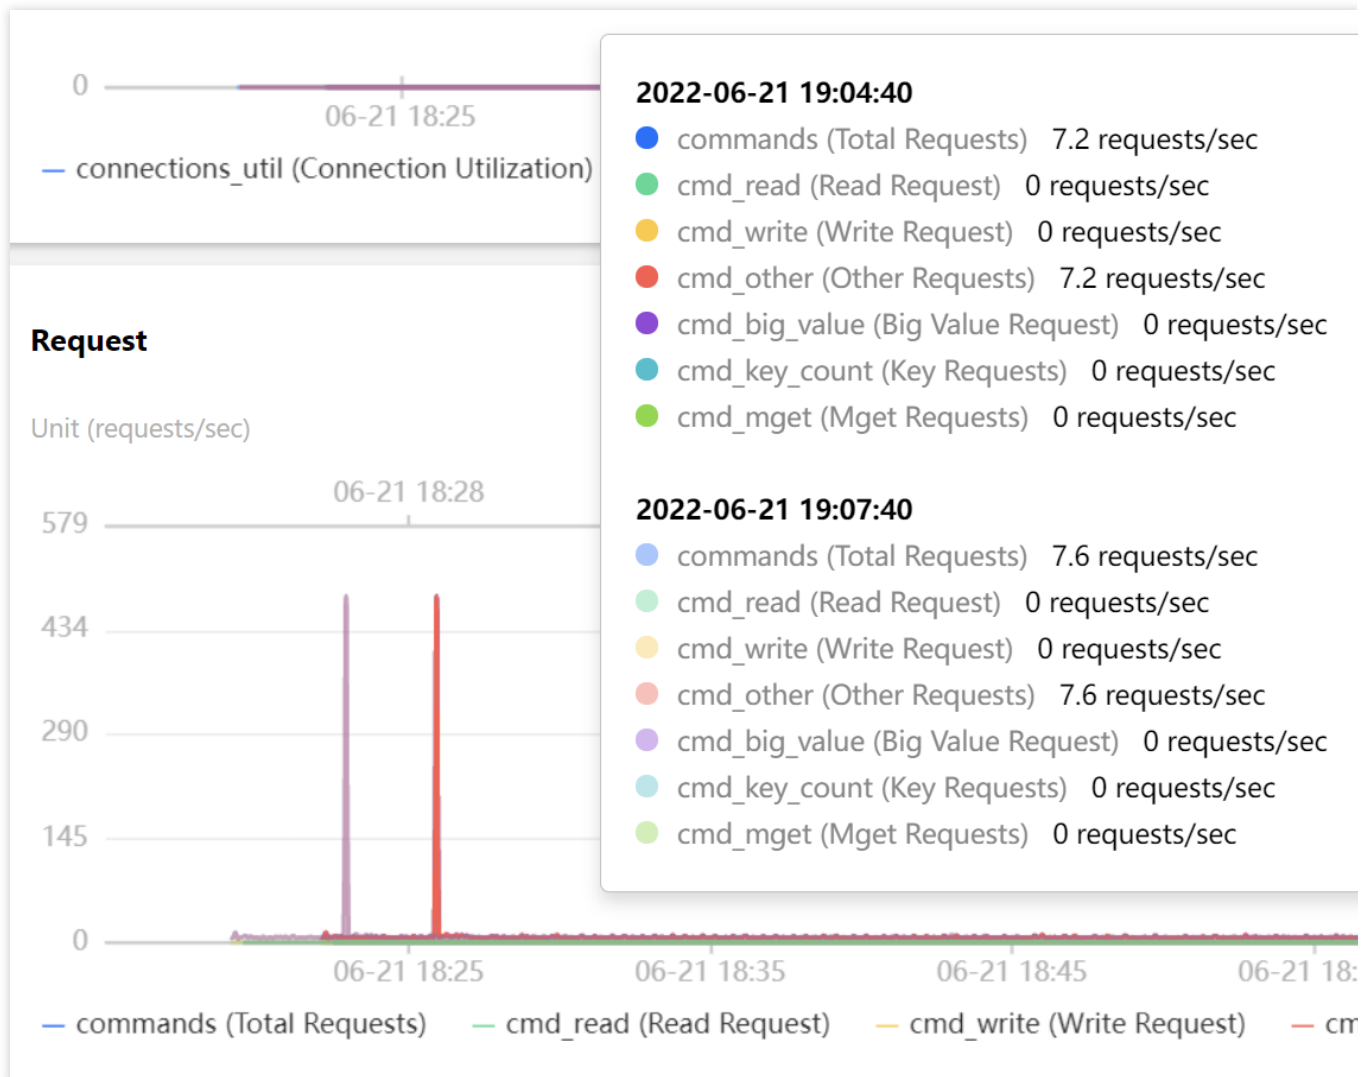 0
06-21 18:25
connections_util (Connection Utilization)
2022-06-21 19:04:40
commands (Total Requests) 7.2 requests/sec
cmd_read (Read Request) 0 requests/sec
cmd_write (Write Request) 0 requests/sec
cmd_other (Other Requests) 7.2 requests/sec
cmd_big_value (Big Value Request) 0 requests/sec
cmd_key_count (Key Requests) 0 requests/sec
cmd_mget (Mget Requests) 0 requests/sec
2022-06-21 19:07:40
commands (Total Requests) 7.6 requests/sec
cmd_read (Read Request) 0 requests/sec
cmd_write (Write Request) 0 requests/sec
cmd_other (Other Requests) 7.6 requests/sec
cmd_big_value (Big Value Request) 0 requests/sec
cmd_key_count (Key Requests) 0 requests/sec
cmd_mget (Mget Requests) 0 requests/sec
Request
Unit (requests/sec)
06-21 18:28
579
434
290
145
0
06-21 18:25 06-21 18:35 06-21 18:45 06-21 18:
commands (Total Requests) cmd_read (Read Request) cmd_write (Write Request) cm